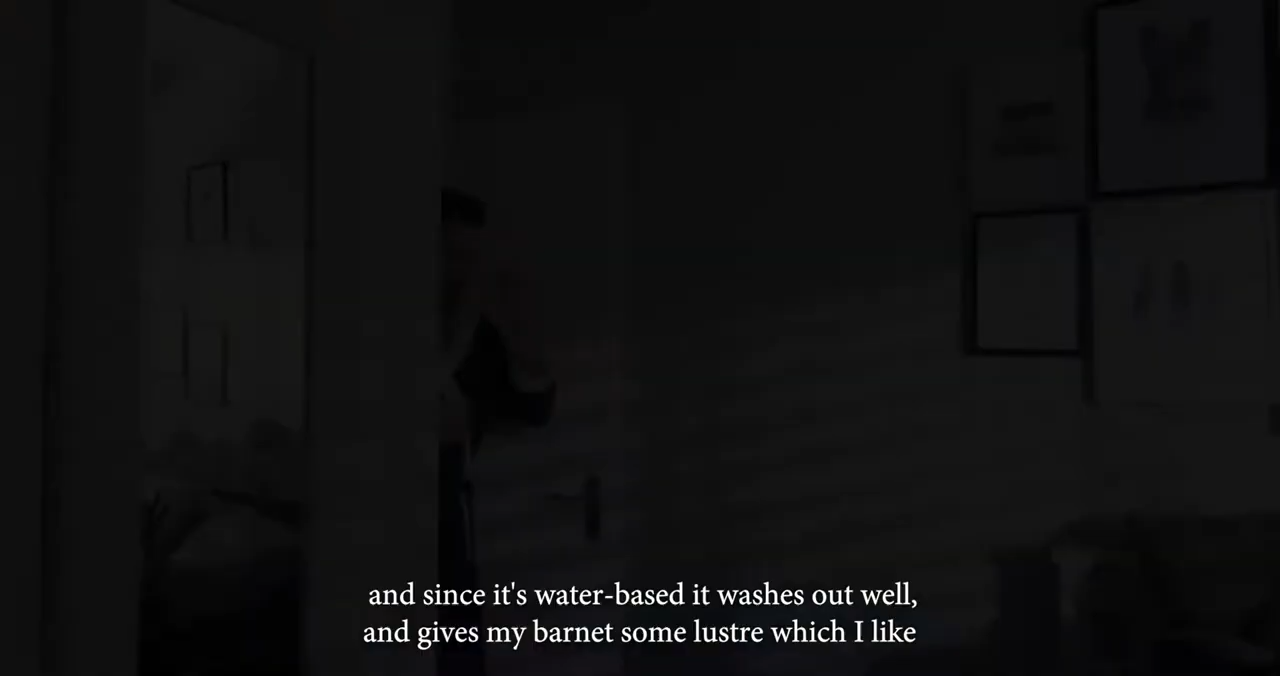 and since it's water-based it washes out well,
and gives my barnet some lustre which I like